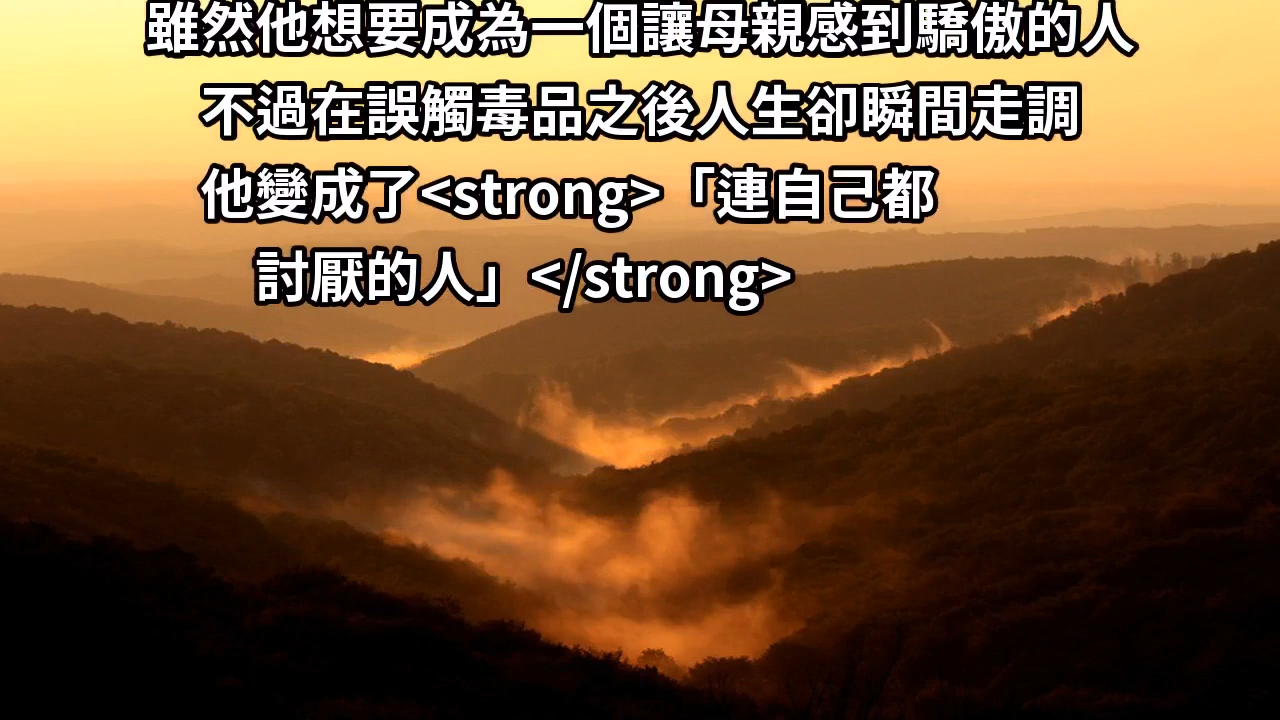 雖然他想要成為一個讓母親感到驕傲的人
不過在誤觸毒品之後人生卻瞬間走調
他變成了<strong>「連自己都
討厭的人」</strong>